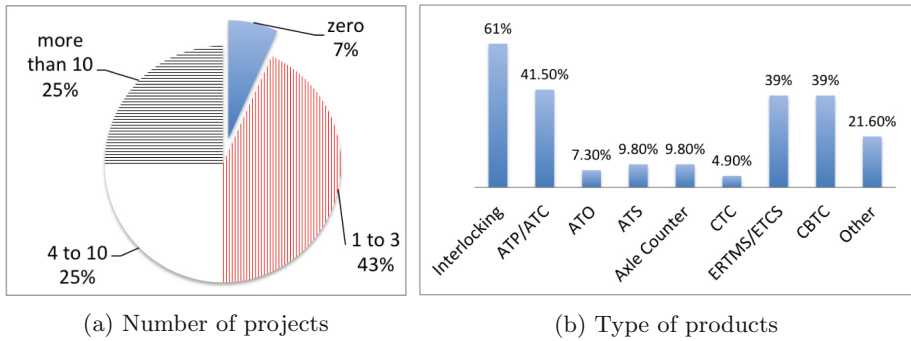 zero
7%
more
than 10
25%
4 to 10
25%
1 to 3
43%
(a) Number of projects
61%
41.50%
7.30%
9.80%
9.80%
4.90%
39%
39%
21.60%
Interlocking
ATP/ATC
ATO
ATS
Axle Counter
CTC
ERTMS/ETCS
CBTC
Other
(b) Type of products